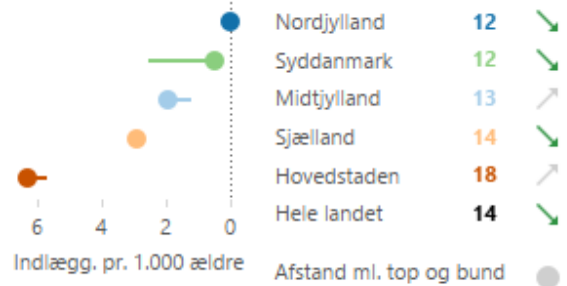 Nordjylland 12
Syddanmark 12
Midtjylland 13
Sjælland 14
Hovedstaden 18
Hele landet 14
6 4 2 0
Indlægg. pr. 1.000 ældre
Afstand ml. top og bund